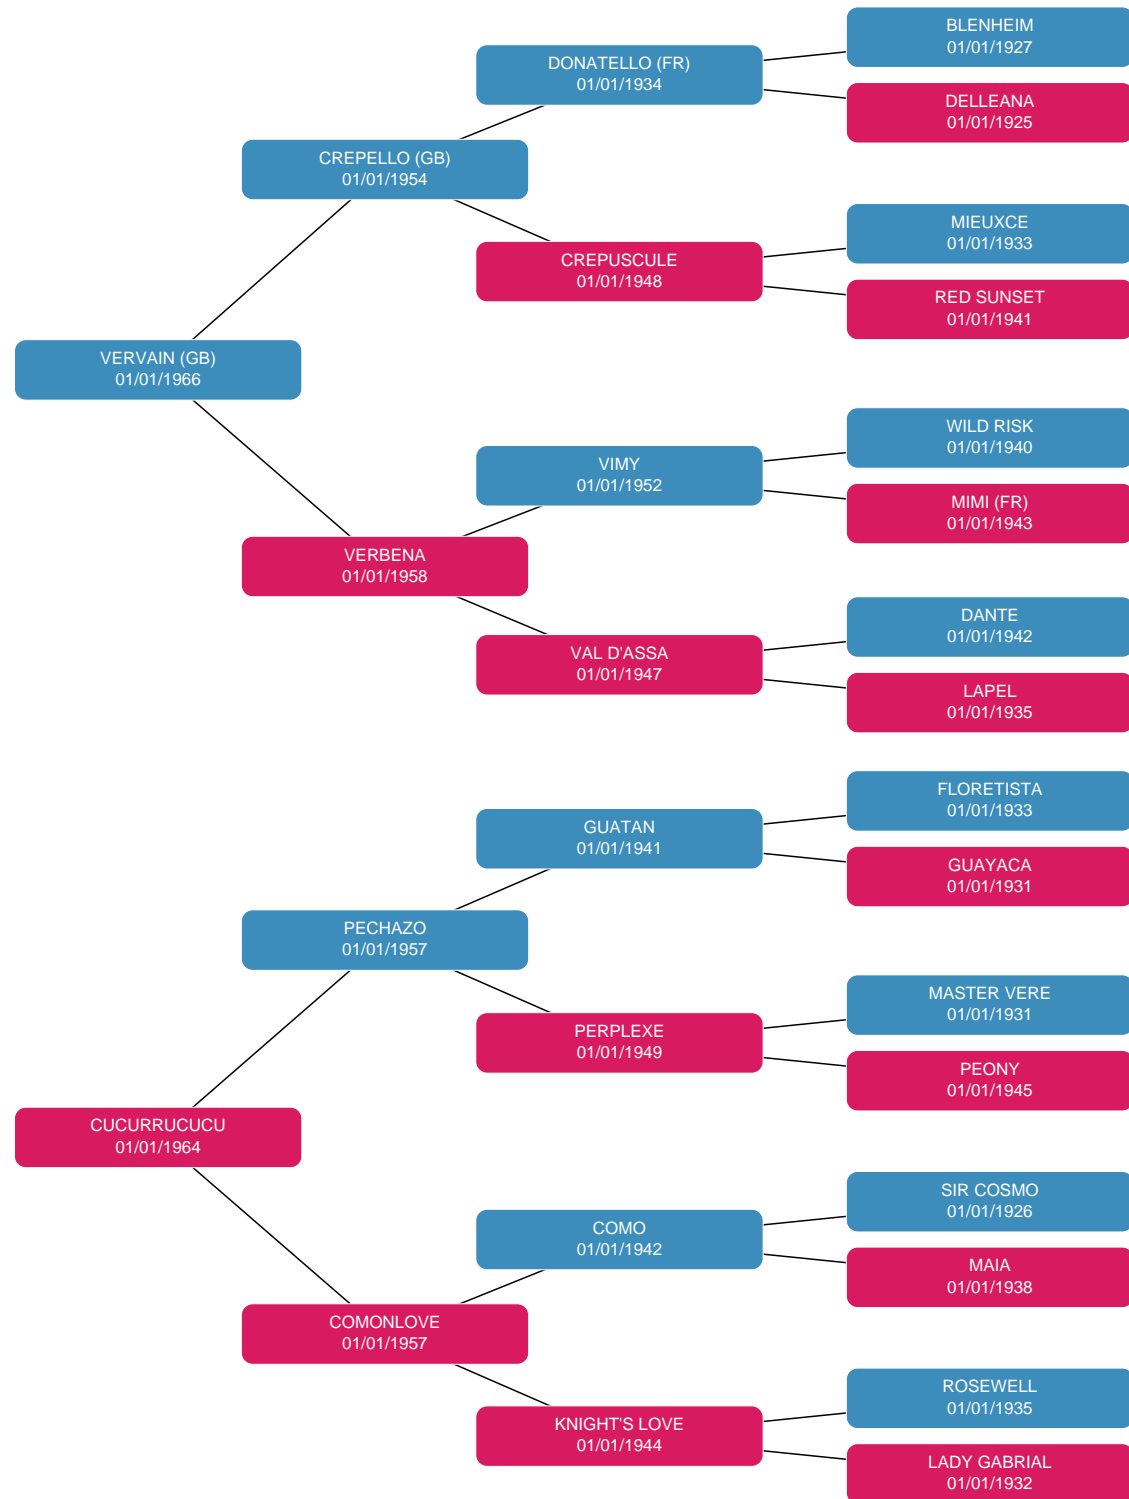 BLENHEIM
01/01/1927
DONATELLO (FR)
01/01/1934
DELLEANA
01/01/1925
CREPELLO (GB)
01/01/1954
MIEUXCE
01/01/1933
CREPUSCULE
01/01/1948
RED SUNSET
01/01/1941
VERVAIN (GB)
01/01/1966
WILD RISK
01/01/1940
VIMY
01/01/1952
MIMI (FR)
01/01/1943
VERBENA
01/01/1958
DANTE
01/01/1942
VAL D'ASSA
01/01/1947
LAPEL
01/01/1935
FLORETISTA
01/01/1933
GUATAN
01/01/1941
GUAYACA
01/01/1931
PECHAZO
01/01/1957
MASTER VERE
01/01/1931
PERPLEXE
01/01/1949
PEONY
01/01/1945
CUCURRUCUCU
01/01/1964
SIR COSMO
01/01/1926
COMO
01/01/1942
MAIA
01/01/1938
COMONLOVE
01/01/1957
ROSEWELL
01/01/1935
KNIGHT'S LOVE
01/01/1944
LADY GABRIAL
01/01/1932